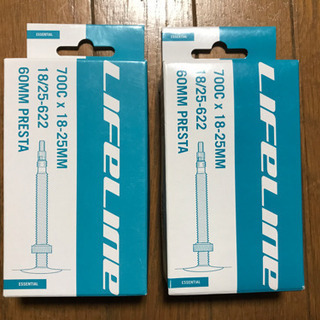 ESSENTIAL
700C x 18-25MM
18/25-622
60MM PRESTA
LIFELINE
ESSENTIAL
ESSENTIAL
700C x 18-25MM
18/25-622
60MM PRESTA
LIFELINE
ESSENTIAL